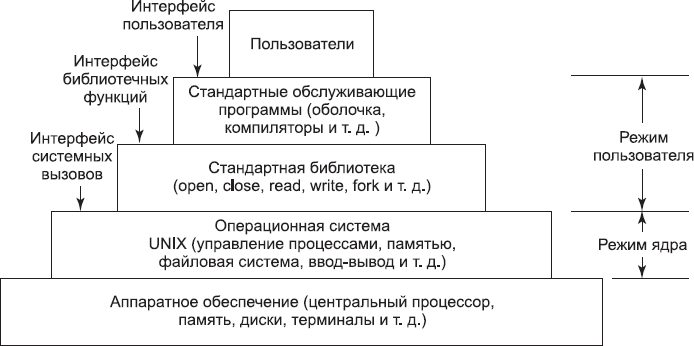 Интерфейс
пользователя
Пользователи
Интерфейс
библиотечных
функций
Стандартные обслуживающие
программы (оболочка,
компиляторы и т. д. )
Интерфейс
системных
вызовов
Стандартная библиотека
(open, close, read, write, fork и т. д.)
Режим
пользователя
Операционная система
UNIX (управление процессами, памятью,
файловая система, ввод-вывод и т. д.)
Режим ядра
Аппаратное обеспечение (центральный процессор,
память, диски, терминалы и т. д.)